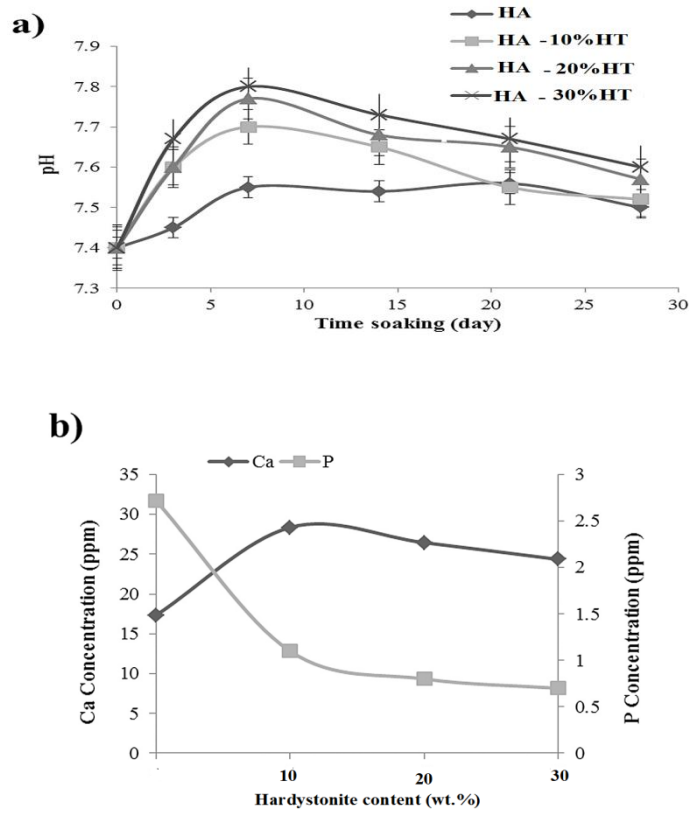 a)
HA
HA -10%HT
HA -20%HT
HA - 30%HT
7.9
7.8
7.7
7.6
7.5
7.4
7.3
pH
0 5 10 15 20 25 30
Time soaking (day)
b)
Ca P
35
30
25
20
15
10
5
0
Ca Concentration (ppm)
3
2.5
2
1.5
1
0.5
0
P Concentration (ppm)
10 20 30
Hardystonite content (wt.%)